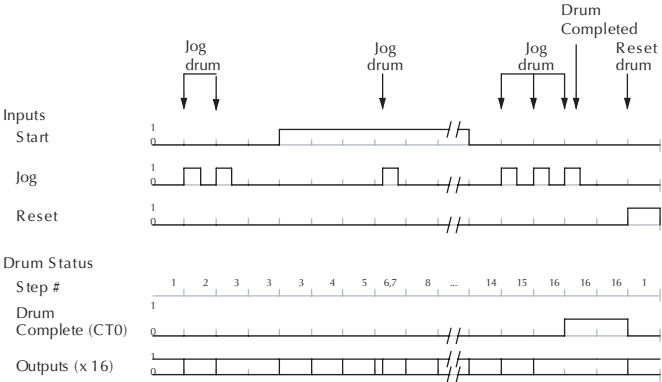 Drum
Completed
Jog
drum
Jog
drum
Jog
drum
Reset
drum
Inputs
Start
1
0
Jog
1
0
Reset
1
0
Drum Status
Step #
1 2 3 3 3 4 5 6,7 8 ... 14 15 16 16 16 1
Drum
Complete (CT0)
1
0
Outputs (x 16)
1
0